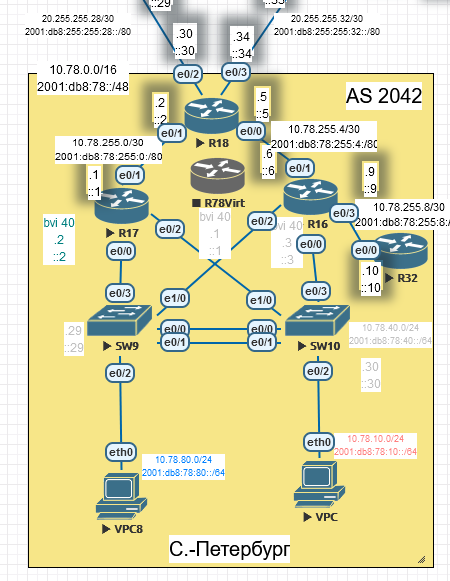 ::29
::33
20.255.255.28/30
2001:db8:255:255:28::/80
20.255.255.32/30
2001:db8:255:255:32::/80
.30
::30
.34
::34
10.78.0.0/16
2001:db8:78::/48
e0/2
e0/3
AS 2042
.2
::2
.5
::5
R18
e0/1
e0/0
10.78.255.0/30
2001:db8:78:255:0:/80
10.78.255.4/30
2001:db8:78:255:4:/80
.6
::6
.1
::1
e0/1
e0/1
.9
::9
R78Virt
bvi 40
.2
::2
R17
e0/2
bvi 40
.1
::1
e0/2
bvi 40
.3
::3
R16
e0/3
10.78.255.8/30
2001:db8:78:255:8:/
e0/0
e0/0
e0/0
R32
.10
::10
e0/3
e0/3
e1/0
e1/0
.29
::29
e0/0
e0/0
e0/1
e0/1
SW9
SW10
10.78.40.0/24
2001:db8:78:40::/64
.30
::30
e0/2
e0/2
eth0
eth0
10.78.80.0/24
2001:db8:78:80::/64
10.78.10.0/24
2001:db8:78:10::/64
VPC8
VPC
С.-Петербург